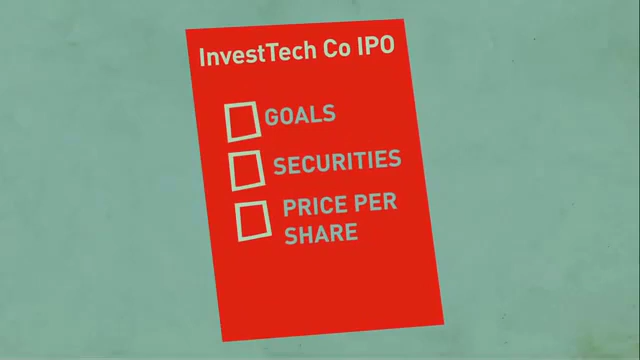 InvestTech Co IPO
GOALS
SECURITIES
PRICE PER
SHARE